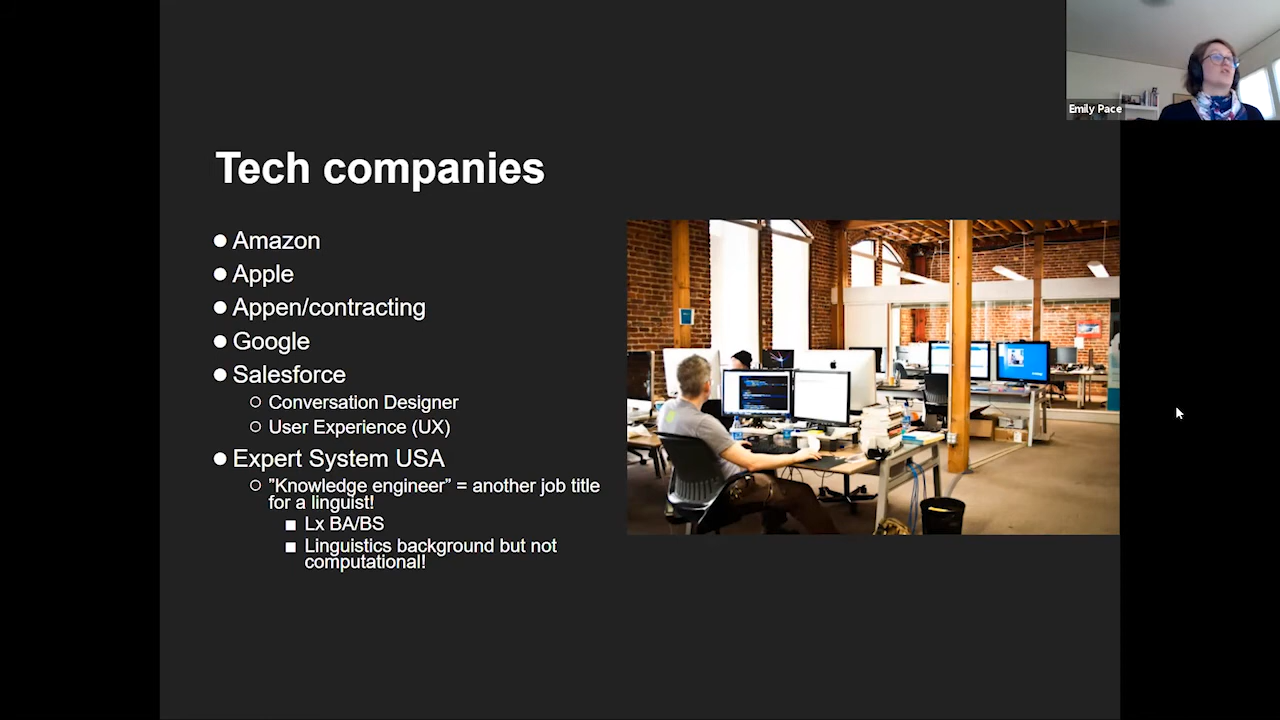 Emily Pace
Tech companies
Amazon
Apple
Appen/contracting
Google
Salesforce
Conversation Designer
User Experience (UX)
Expert System USA
”Knowledge engineer” = another job title
for a linguist!
Lx BA/BS
Linguistics background but not
computational!